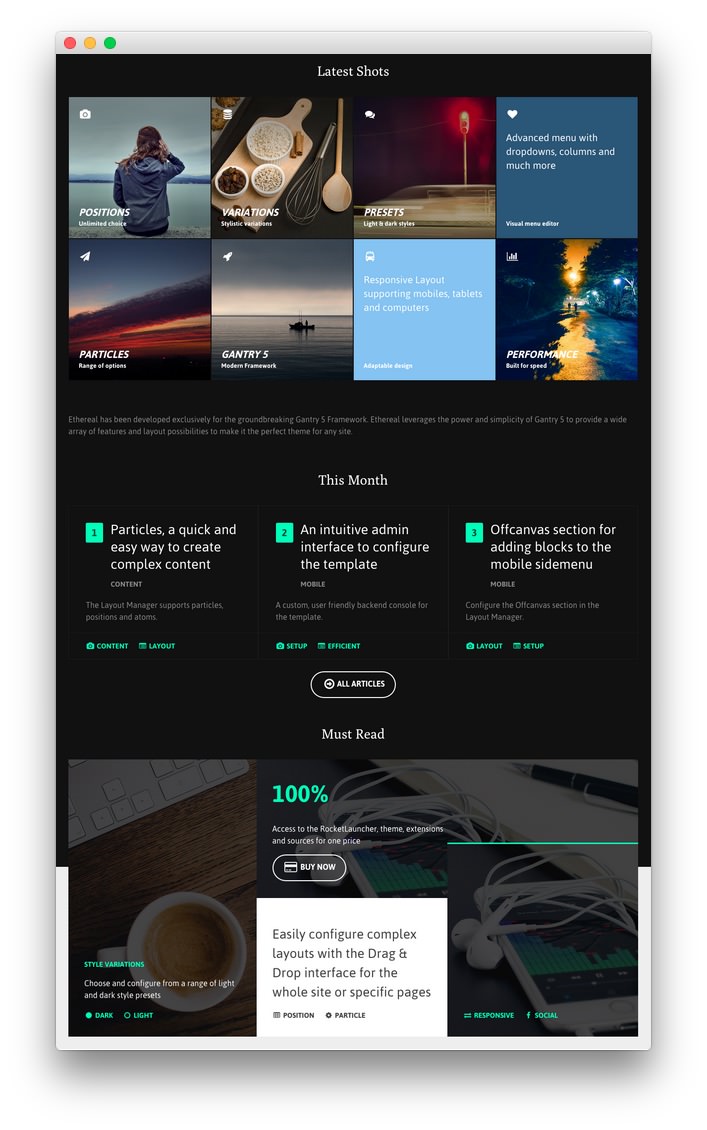 Latest Shots
POSITIONS
Unlimited choice
VARIATIONS
Stylistic variations
PRESETS
Light & dark styles
Advanced menu with
dropdowns, columns and
much more
Visual menu editor
PARTICLES
Range of options
GANTRY 5
Modern Framework
Responsive Layout
supporting mobiles, tablets
and computers
Adaptable design
PERFORMANCE
Built for speed
Ethereal has been developed exclusively for the groundbreaking Gantry 5 Framework. Ethereal leverages the power and simplicity of Gantry 5 to provide a wide
array of features and layout possibilities to make it the perfect theme for any site.
This Month
1
Particles, a quick and
easy way to create
complex content
CONTENT
The Layout Manager supports particles,
positions and atoms.
CONTENT LAYOUT
2
An intuitive admin
interface to configure
the template
MOBILE
A custom, user friendly backend console for
the template.
SETUP EFFICIENT
3
Offcanvas section for
adding blocks to the
mobile sidemenu
MOBILE
Configure the Offcanvas section in the
Layout Manager.
LAYOUT SETUP
ALL ARTICLES
Must Read
STYLE VARIATIONS
Choose and configure from a range of light
and dark style presets
DARK LIGHT
100%
Access to the RocketLauncher, theme, extensions
and sources for one price
BUY NOW
Easily configure complex
layouts with the Drag &
Drop interface for the
whole site or specific pages
POSITION PARTICLE
RESPONSIVE SOCIAL